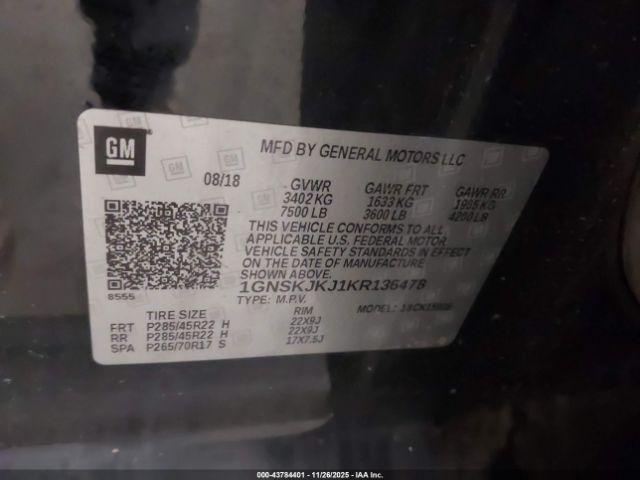 GM
MFD BY GENERAL MOTORS LLC
08/18 GVWR GAWR FRT GAWR RR
3402 KG 1633 KG 1905 KG
7500 LB 3600 LB 4200 LB
THIS VEHICLE CONFORMS TO ALL
APPLICABLE U.S. FEDERAL MOTOR
VEHICLE SAFETY STANDARDS IN EFFECT
ON THE DATE OF MANUFACTURE
SHOWN ABOVE.
8555
1GNSKJKJ1KR136478
TYPE: M.P.V. MODEL:
TIRE SIZE RIM
FRT P285/45R22 H 22X9J
RR P285/45R22 H 22X9J
SPA P265/70R17 S 17X7.5J
000-43784401 | 11/26/2025 | IAA Inc.